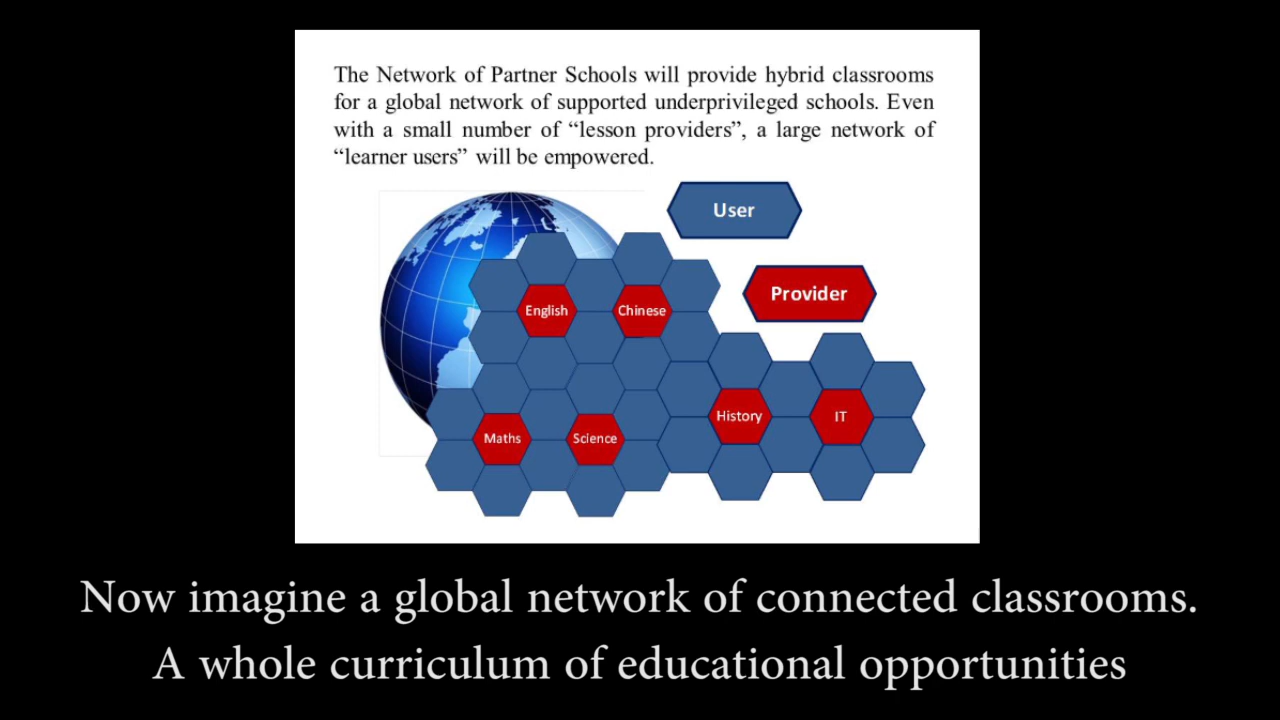 The Network of Partner Schools will provide hybrid classrooms
for a global network of supported underprivileged schools. Even
with a small number of “lesson providers”, a large network of
“learner users” will be empowered.
User
Provider
English
Chinese
History
IT
Maths
Science
Now imagine a global network of connected classrooms.
A whole curriculum of educational opportunities